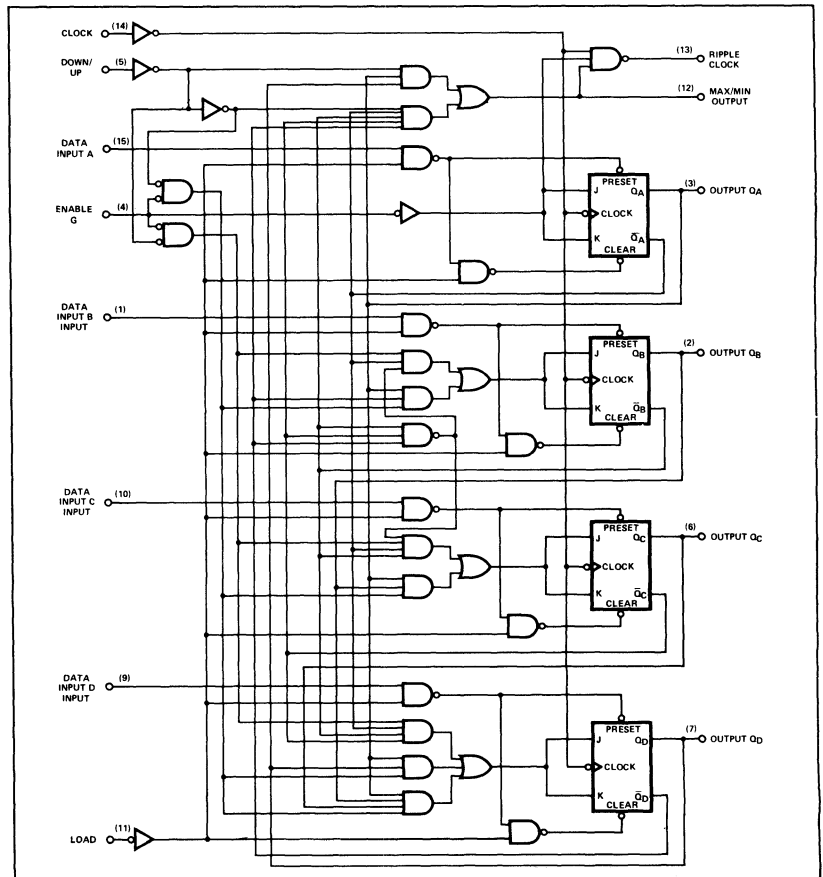 CLOCK (14)
DOWN/ (5)
UP
(13) RIPPLE
CLOCK
(12) MAX/MIN
OUTPUT
DATA (15)
INPUT A
ENABLE (4)
G
PRESET
J QA (3) OUTPUT QA
CLOCK
K Q̅A
CLEAR
DATA (1)
INPUT B
INPUT
PRESET
J QB (2) OUTPUT QB
CLOCK
K Q̅B
CLEAR
DATA (10)
INPUT C
INPUT
PRESET
J QC (6) OUTPUT QC
CLOCK
K Q̅C
CLEAR
DATA (9)
INPUT D
INPUT
PRESET
J QD (7) OUTPUT QD
CLOCK
K Q̅D
CLEAR
LOAD (11)